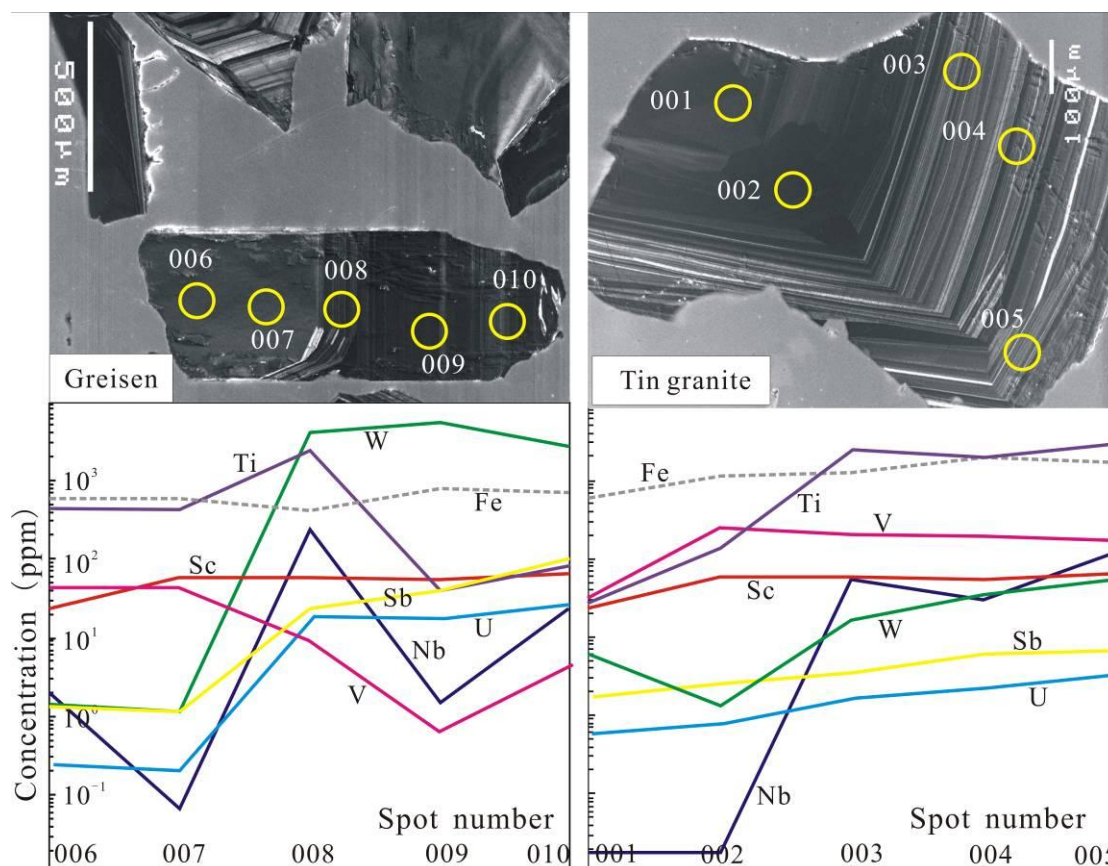 500μm
006
007
008
009
010
Greisen
001
002
003
004
005
100μm
Tin granite
Concentration (ppm)
10³
10²
10¹
10⁰
10⁻¹
Ti
W
Fe
Sc
Sb
U
Nb
V
Spot number
006 007 008 009 010
Fe
Ti
V
Sc
W
Sb
U
Nb
Spot number
001 002 003 004 005